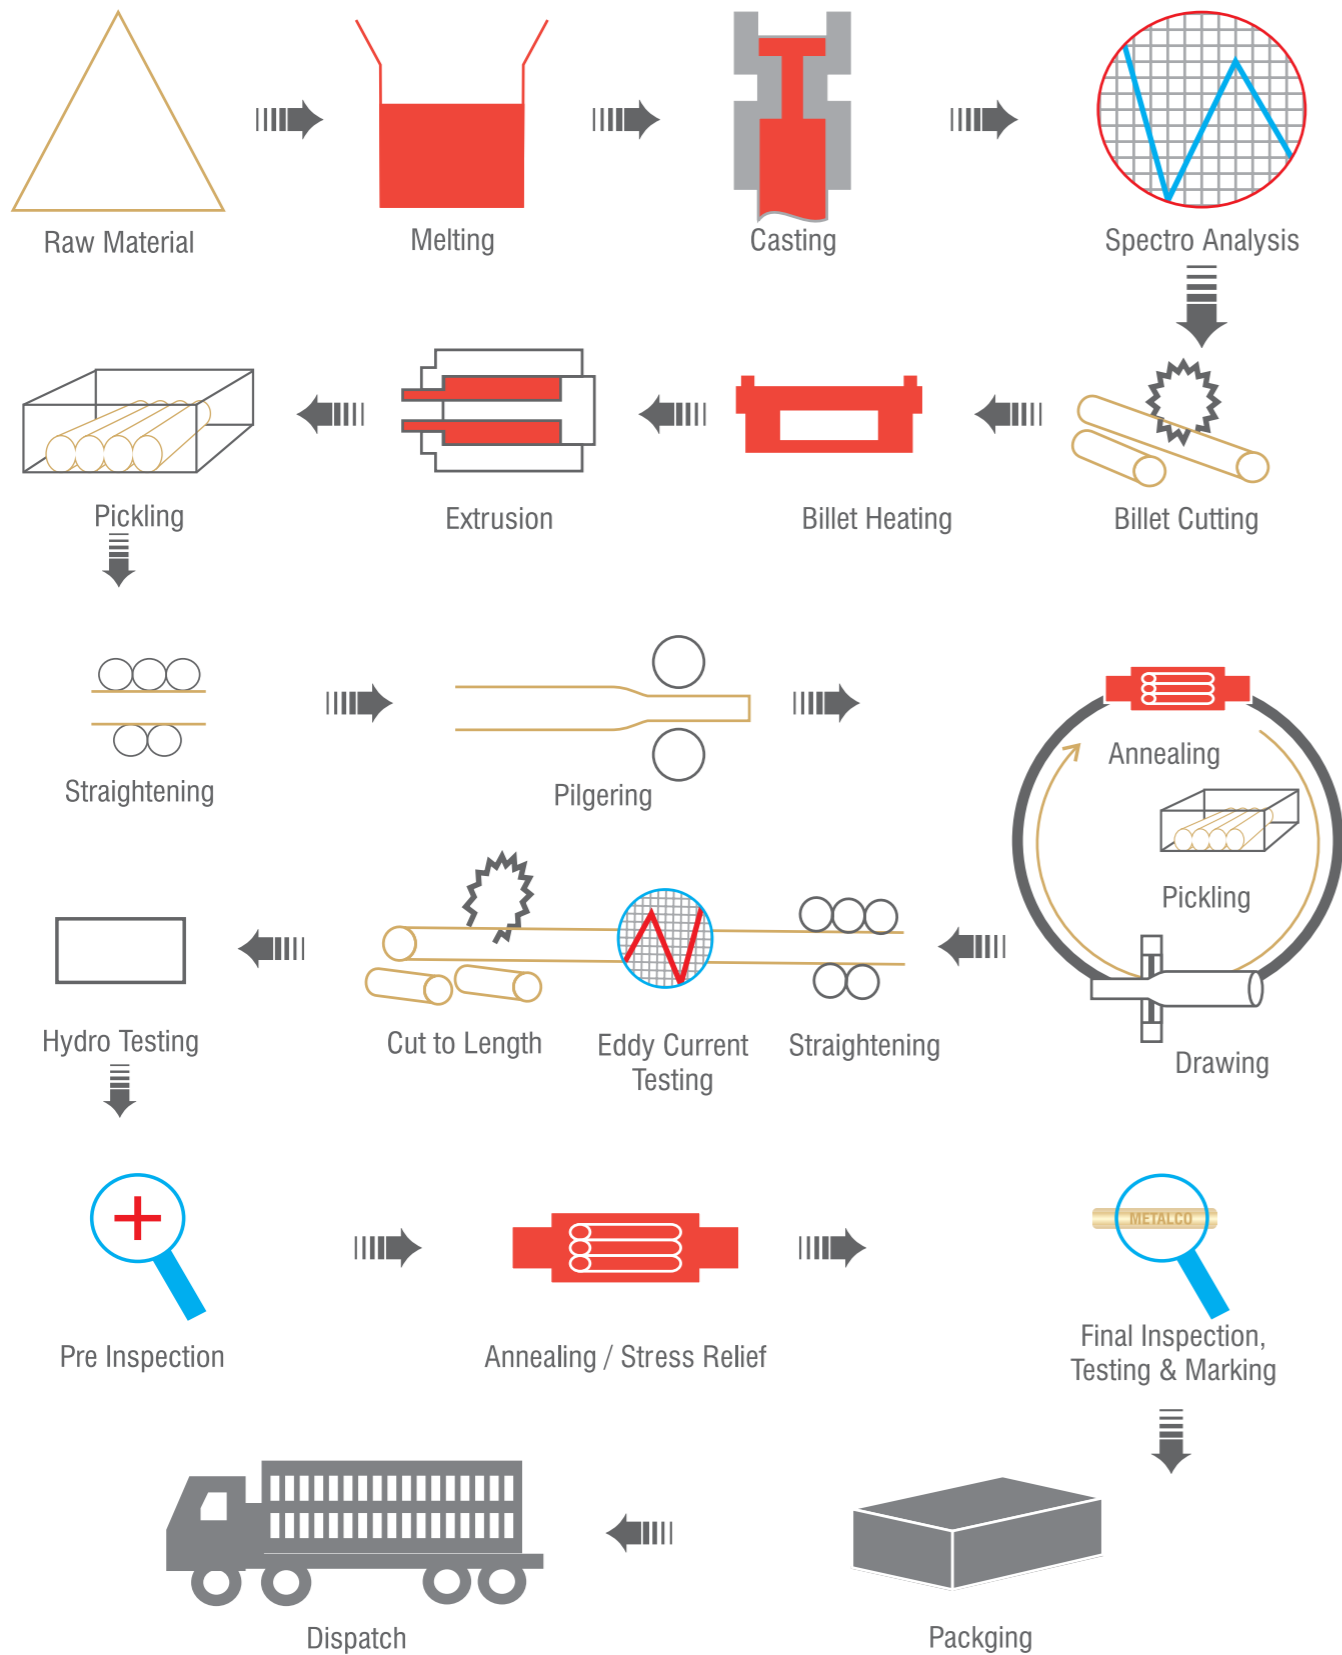 Raw Material
Melting
Casting
Spectro Analysis
Billet Cutting
Billet Heating
Extrusion
Pickling
Straightening
Pilgering
Annealing
Pickling
Drawing
Straightening
Eddy Current
Testing
Cut to Length
Hydro Testing
Pre Inspection
Annealing / Stress Relief
METALCO
Final Inspection,
Testing & Marking
Packging
Dispatch